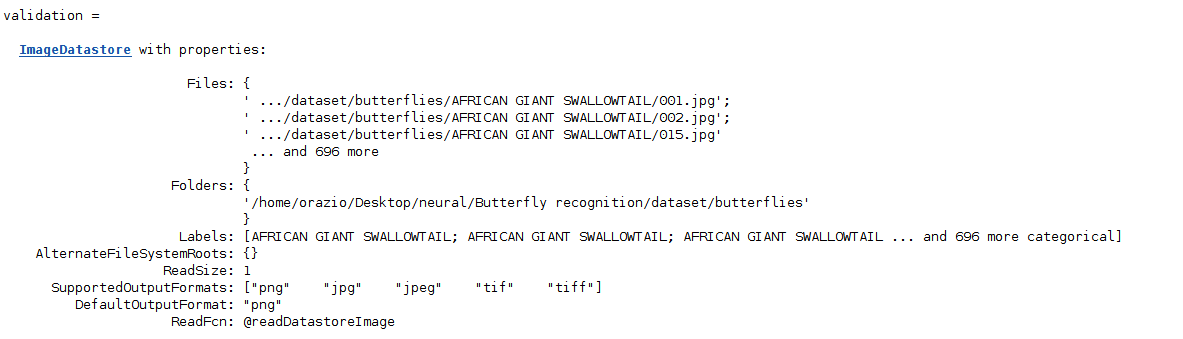 validation =
ImageDatastore with properties:
Files: {
' .../dataset/butterflies/AFRICAN GIANT SWALLOWTAIL/001.jpg';
' .../dataset/butterflies/AFRICAN GIANT SWALLOWTAIL/002.jpg';
' .../dataset/butterflies/AFRICAN GIANT SWALLOWTAIL/015.jpg'
... and 696 more
}
Folders: {
'/home/orazio/Desktop/neural/Butterfly recognition/dataset/butterflies'
}
Labels: [AFRICAN GIANT SWALLOWTAIL; AFRICAN GIANT SWALLOWTAIL; AFRICAN GIANT SWALLOWTAIL ... and 696 more categorical]
AlternateFileSystemRoots: {}
ReadSize: 1
SupportedOutputFormats: ["png"    "jpg"    "jpeg"    "tif"    "tiff"]
DefaultOutputFormat: "png"
ReadFcn: @readDatastoreImage